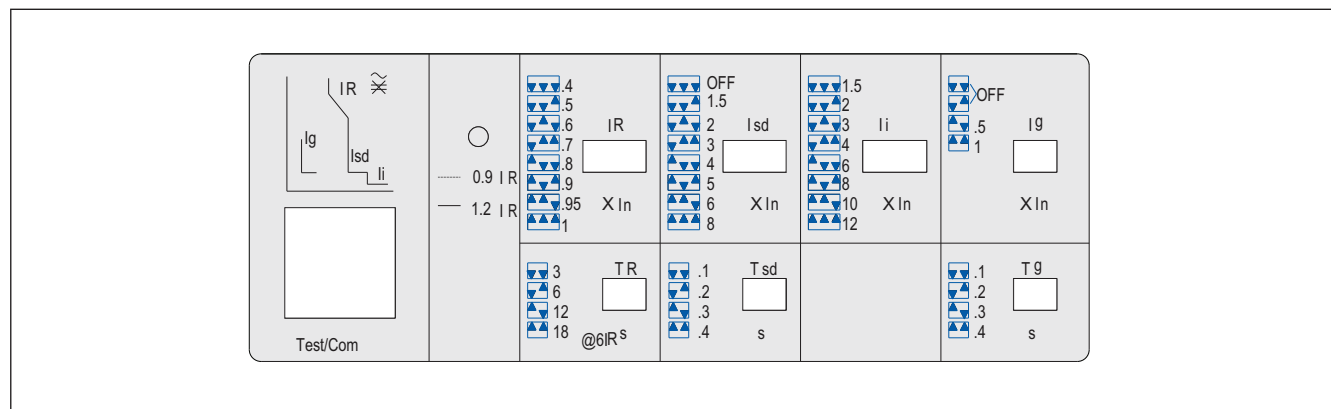 IR
Ig
Isd
Ii
Test/Com
0.9 IR
1.2 IR
.4
.5
.6
.7
.8
.9
.95
1
IR
X In
OFF
1.5
2
3
4
5
6
8
Isd
X In
1.5
2
3
4
6
8
10
12
Ii
X In
OFF
.5
1
Ig
X In
3
6
12
18
TR
@6IR s
.1
.2
.3
.4
Tsd
s
.1
.2
.3
.4
Tg
s